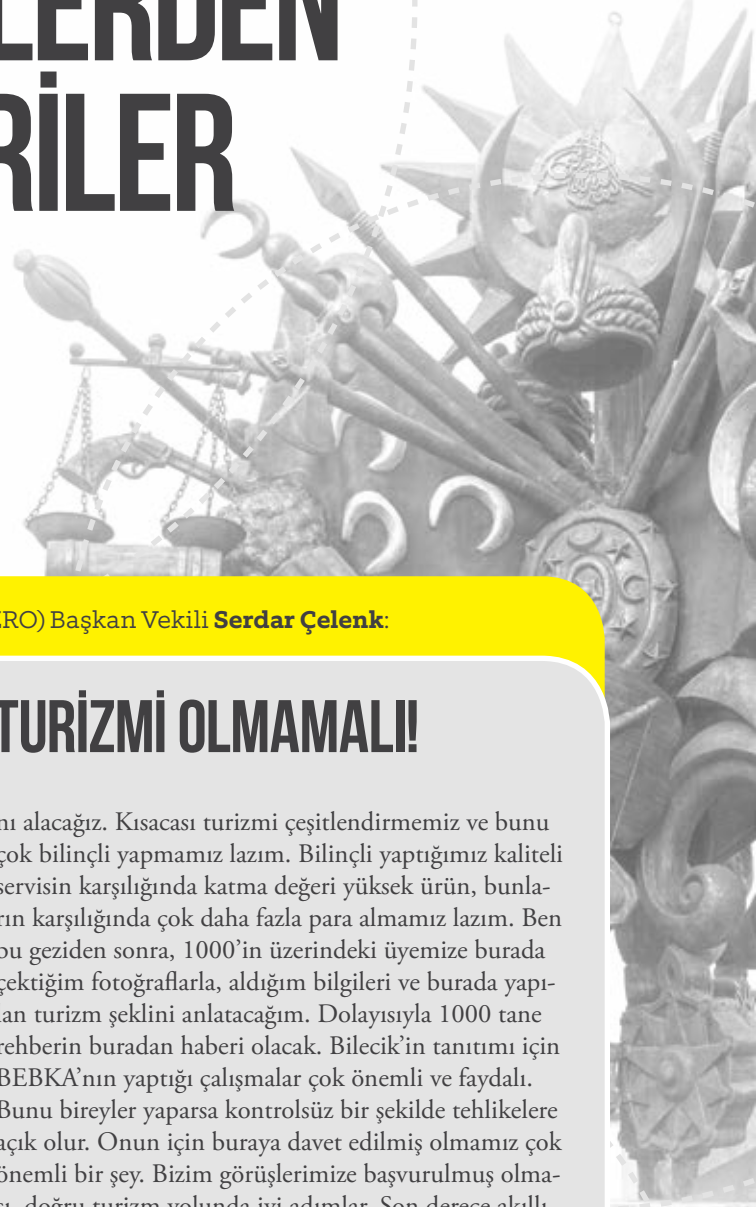 LERDEN
RİLER
ERO) Başkan Vekili Serdar Çelenk:
TURİZMİ OLMAMALI!
nı alacağız. Kısacası turizmi çeşitlendirmemiz ve bunu
çok bilinçli yapmamız lazım. Bilinçli yaptığımız kaliteli
servisin karşılığında katma değeri yüksek ürün, bunla-
rın karşılığında çok daha fazla para almamız lazım. Ben
bu geziden sonra, 1000’in üzerindeki üyemize burada
çektiğim fotoğraflarla, aldığım bilgileri ve burada yapı-
lan turizm şeklini anlatacağım. Dolayısıyla 1000 tane
rehberin buradan haberi olacak. Bilecik’in tanıtımı için
BEBKA’nın yaptığı çalışmalar çok önemli ve faydalı.
Bunu bireyler yaparsa kontrolsüz bir şekilde tehlikelere
açık olur. Onun için buraya davet edilmiş olmamız çok
önemli bir şey. Bizim görüşlerimize başvurulmuş olma-
sı, doğru turizm yolunda iyi adımlar. Son derece akıllı